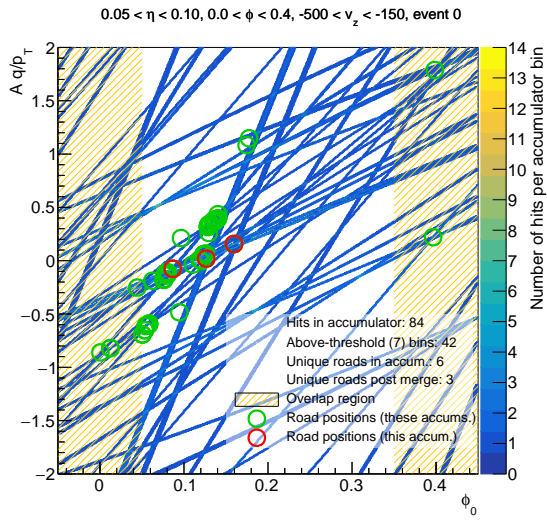 0.05 < η < 0.10, 0.0 < ϕ < 0.4, -500 < v_z < -150, event 0
A q/p_T
2
1.5
1
0.5
0
−0.5
−1
−1.5
−2
0 0.1 0.2 0.3 0.4
ϕ_0
Hits in accumulator: 84
Above-threshold (7) bins: 42
Unique roads in accum.: 6
Unique roads post merge: 3
Overlap region
Road positions (these accums.)
Road positions (this accum.)
14
13
12
11
10
9
8
7
6
5
4
3
2
1
0
Number of hits per accumulator bin